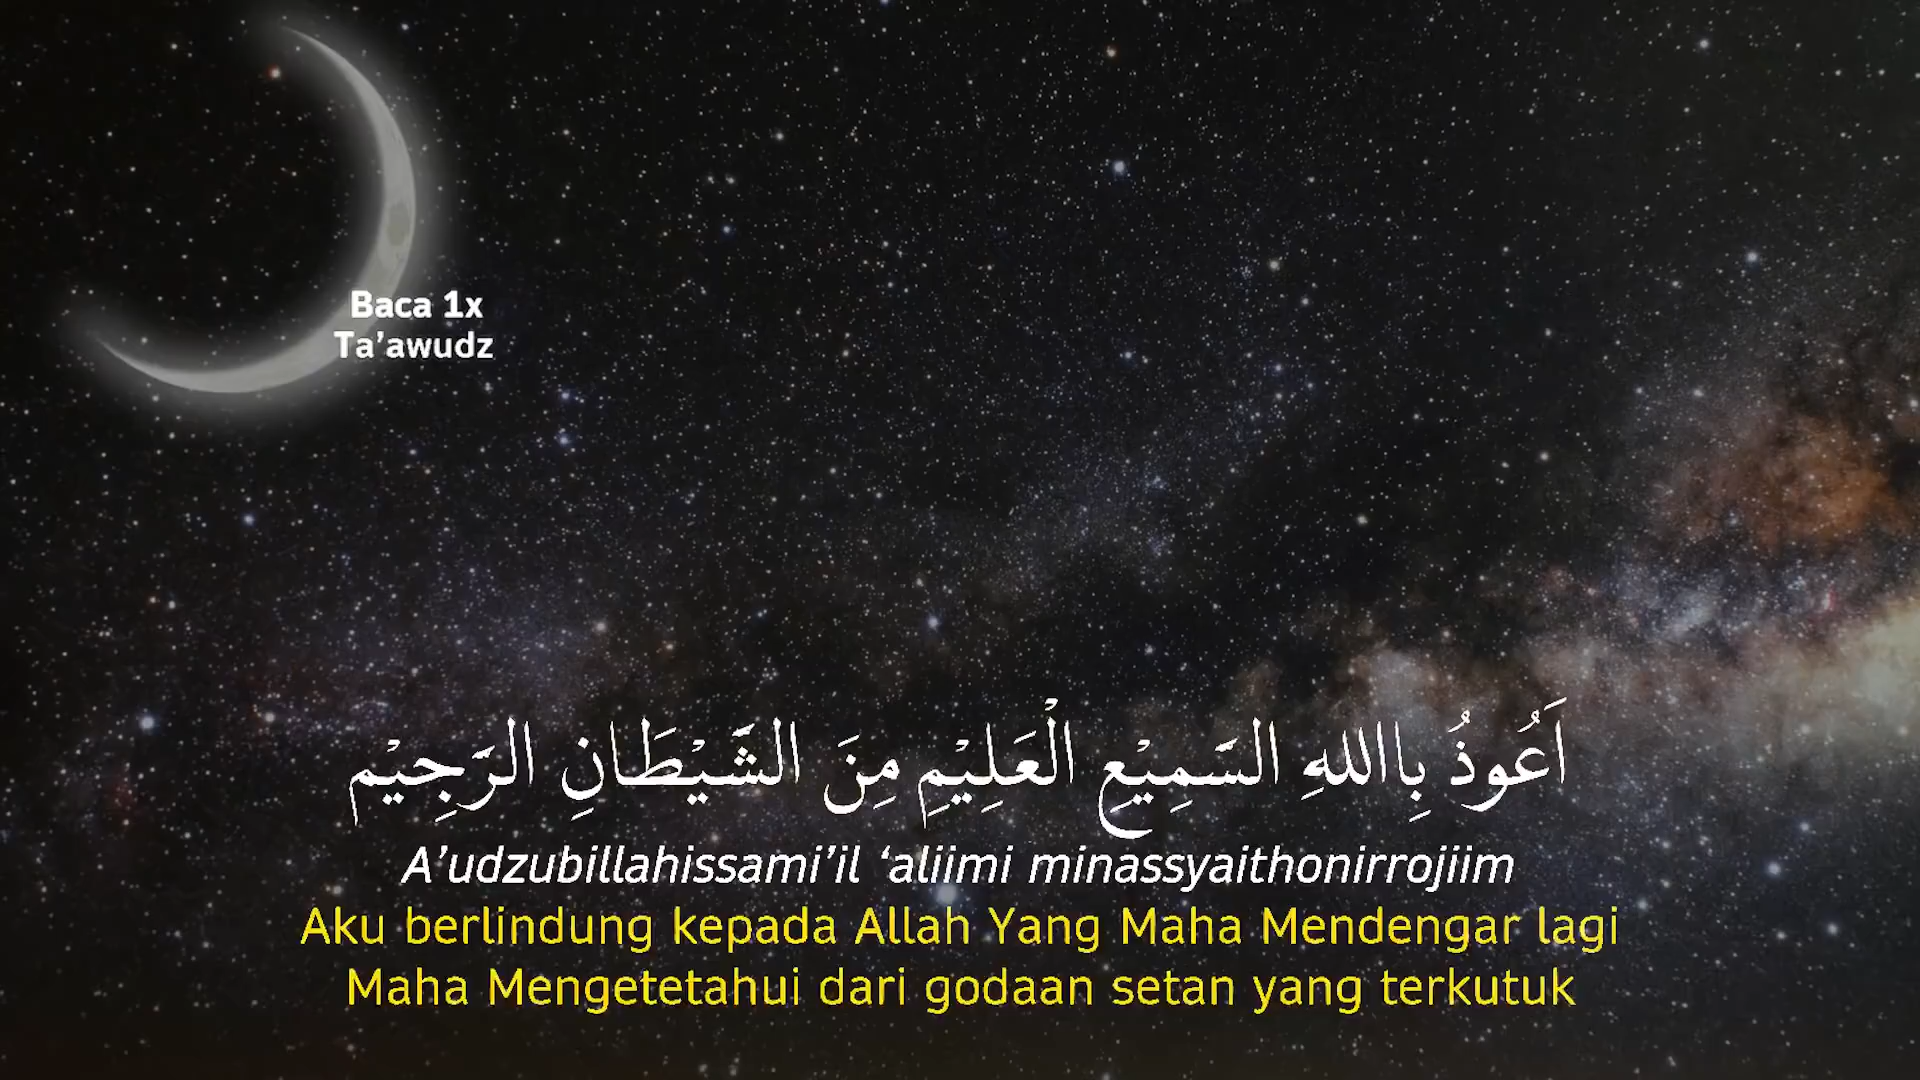 Baca 1x
Ta’awudz
اَعُوذُ بِاللهِ السَّمِيْعِ الْعَلِيْمِ مِنَ الشَّيْطَانِ الرَّجِيْمِ
A’udzubillahissami’il ‘aliimi minassyaithonirrojiim
Aku berlindung kepada Allah Yang Maha Mendengar lagi
Maha Mengetetahui dari godaan setan yang terkutuk